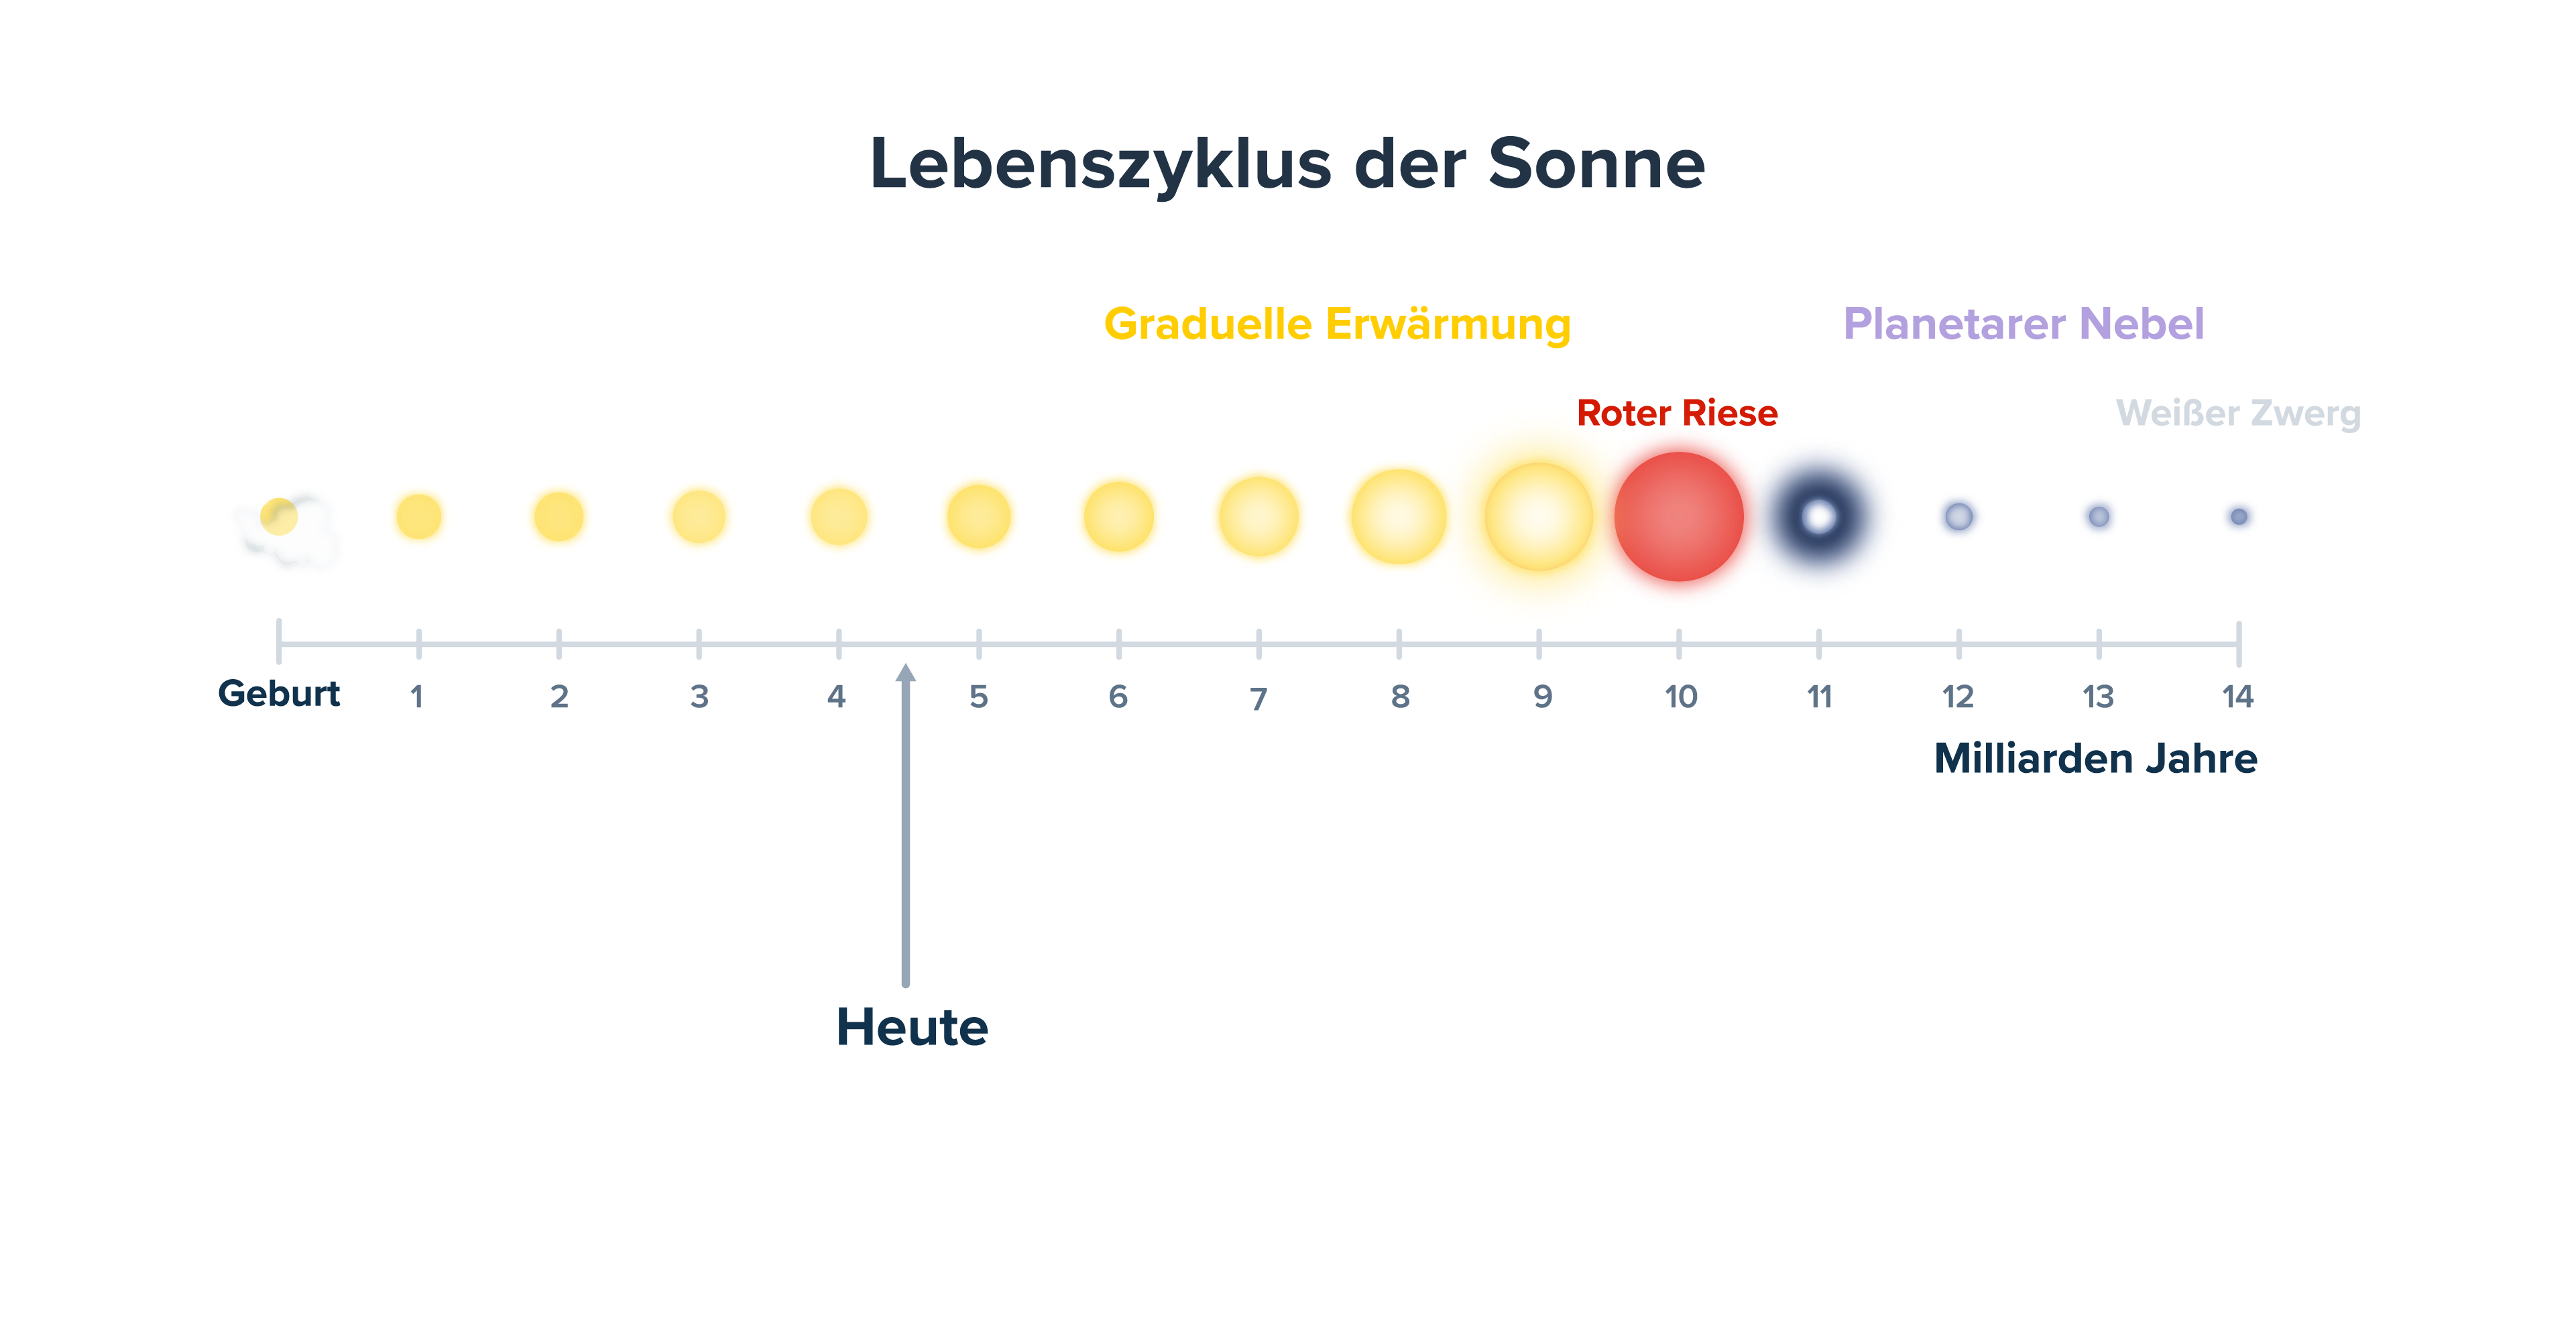 Lebenszyklus der Sonne
Graduelle Erwärmung
Planetarer Nebel
Roter Riese
Weißer Zwerg
Geburt 1 2 3 4 5 6 7 8 9 10 11 12 13 14
Milliarden Jahre
Heute